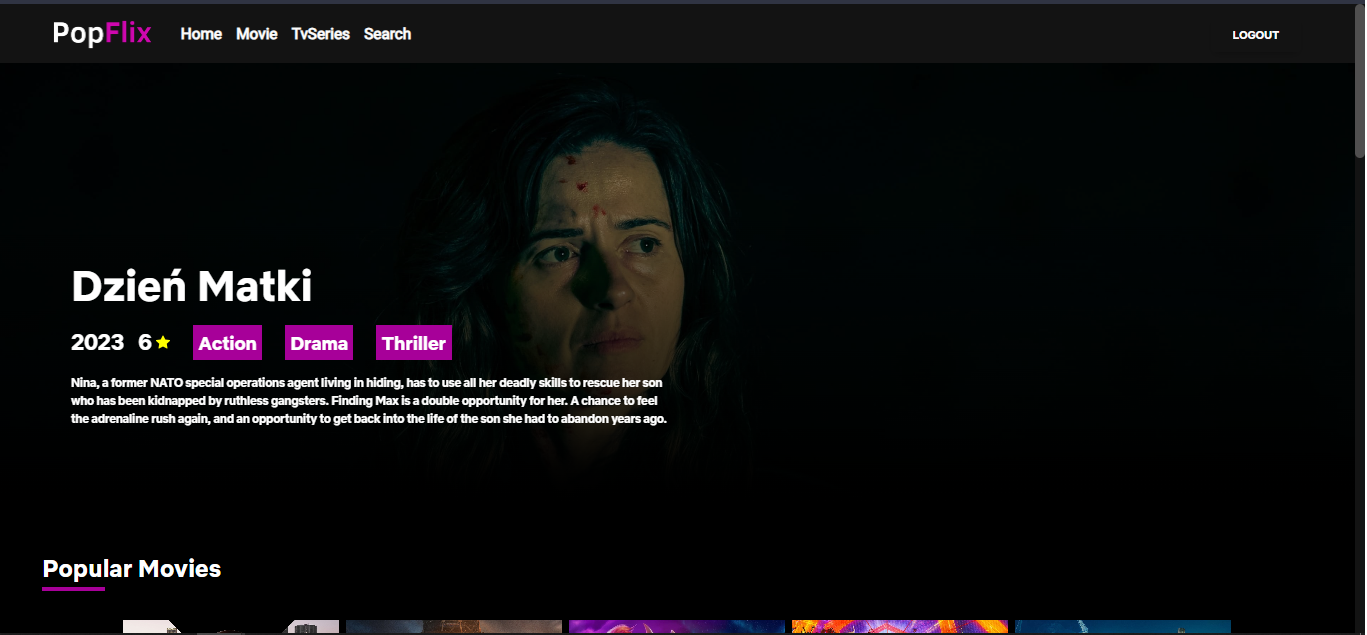 PopFlix Home Movie TvSeries Search LOGOUT
Dzień Matki
2023 6 Action Drama Thriller
Nina, a former NATO special operations agent living in hiding, has to use all her deadly skills to rescue her son
who has been kidnapped by ruthless gangsters. Finding Max is a double opportunity for her. A chance to feel
the adrenaline rush again, and an opportunity to get back into the life of the son she had to abandon years ago.
Popular Movies